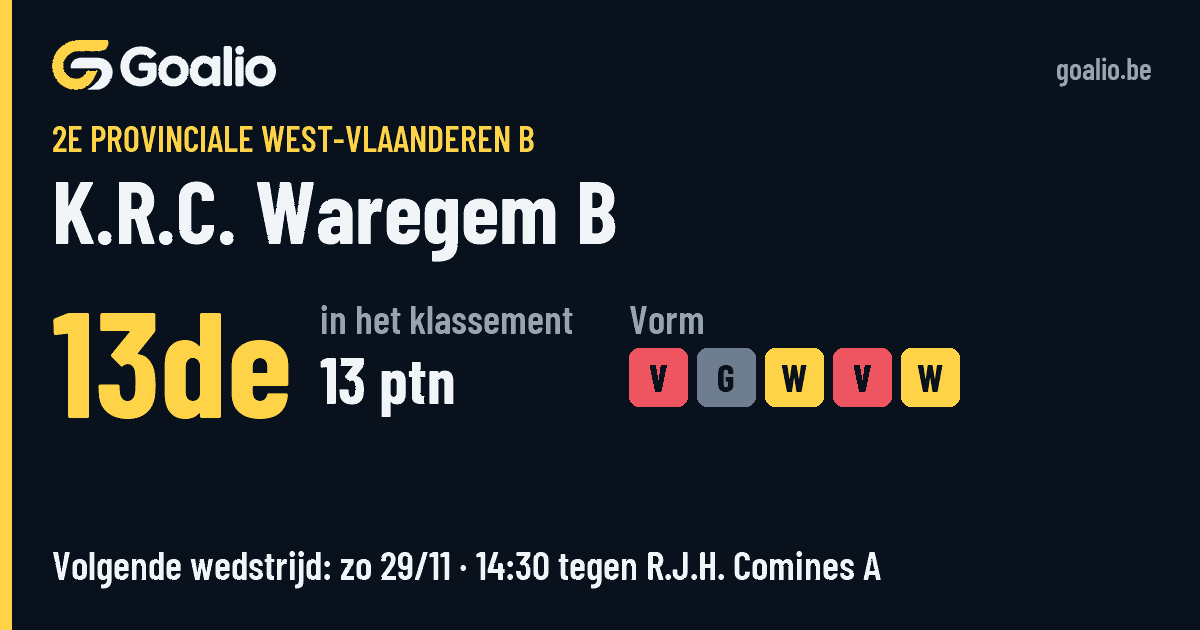 Goalio
goalio.be
2E PROVINCIALE WEST-VLAANDEREN B
K.R.C. Waregem B
13de
in het klassement
13 ptn
Vorm
V G W V W
Volgende wedstrijd: zo 29/11 · 14:30 tegen R.J.H. Comines A